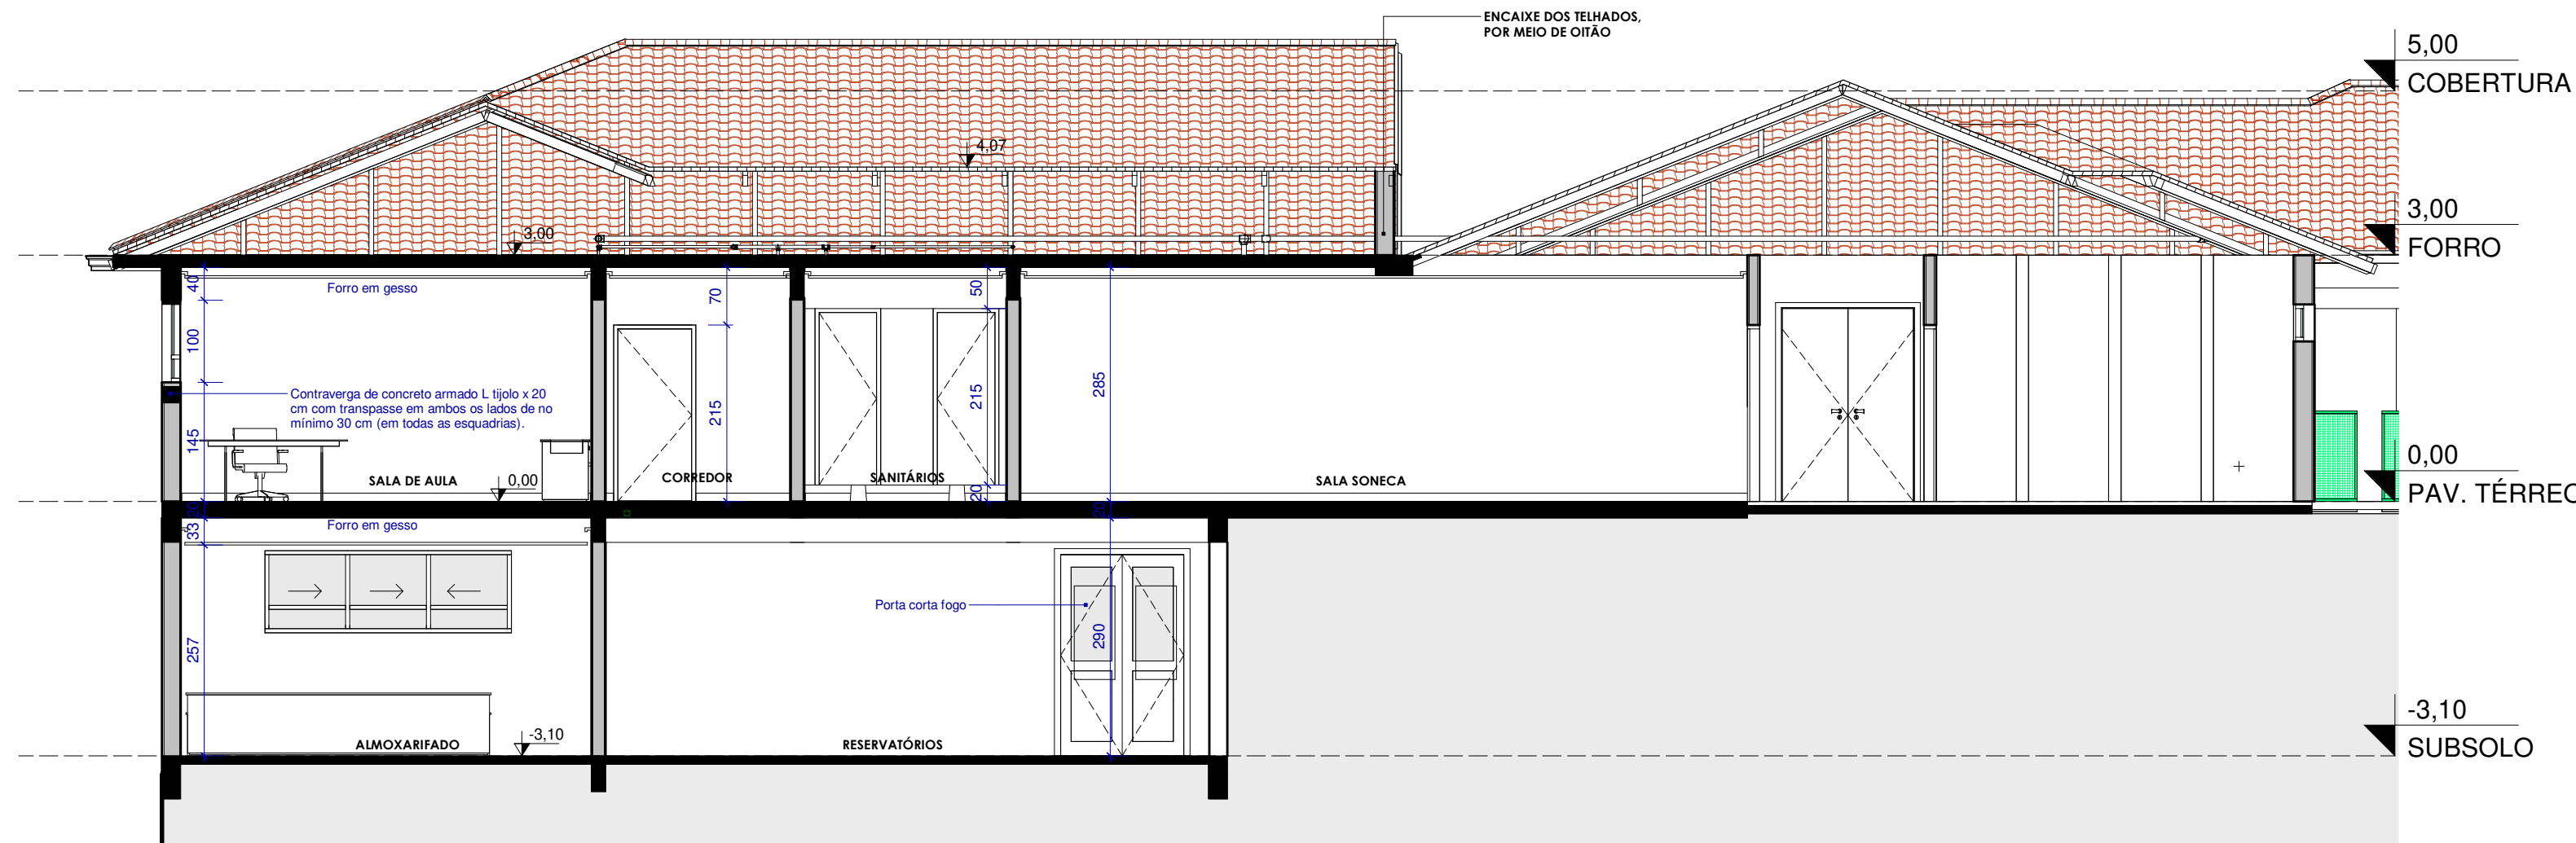 ENCAIXE DOS TELHADOS,
POR MEIO DE OITÃO
5,00
COBERTURA
4,07
3,00
3,00
FORRO
40
Forro em gesso
70
50
100
285
Contraverga de concreto armado L tijolo x 20
cm com transpasse em ambos os lados de no
mínimo 30 cm (em todas as esquadrias).
215
215
145
SALA DE AULA
0,00
CORREDOR
SANITÁRIOS
20
SALA SONECA
0,00
PAV. TÉRREO
20
20
33
Forro em gesso
Porta corta fogo
257
290
ALMOXARIFADO
-3,10
RESERVATÓRIOS
-3,10
SUBSOLO